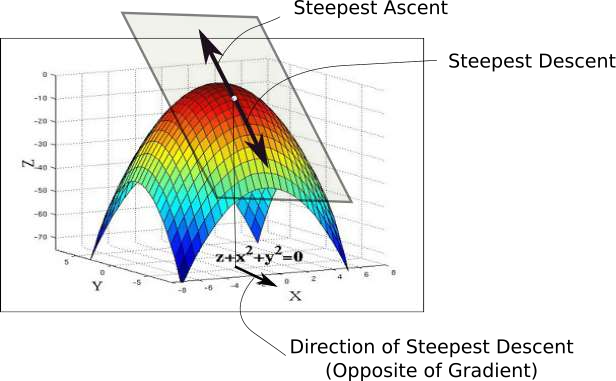 Steepest Ascent
Steepest Descent
0
-10
-20
-30
-40
-50
-60
-70
Z
5
0
-5
Y
-8
-6
-4
0
2
4
6
8
X
z+x²+y²=0
Direction of Steepest Descent
(Opposite of Gradient)